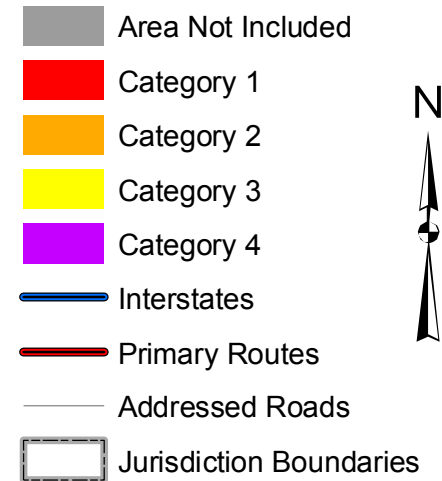 Area Not Included
Category 1
N
Category 2
Category 3
Category 4
Interstates
Primary Routes
Addressed Roads
Jurisdiction Boundaries